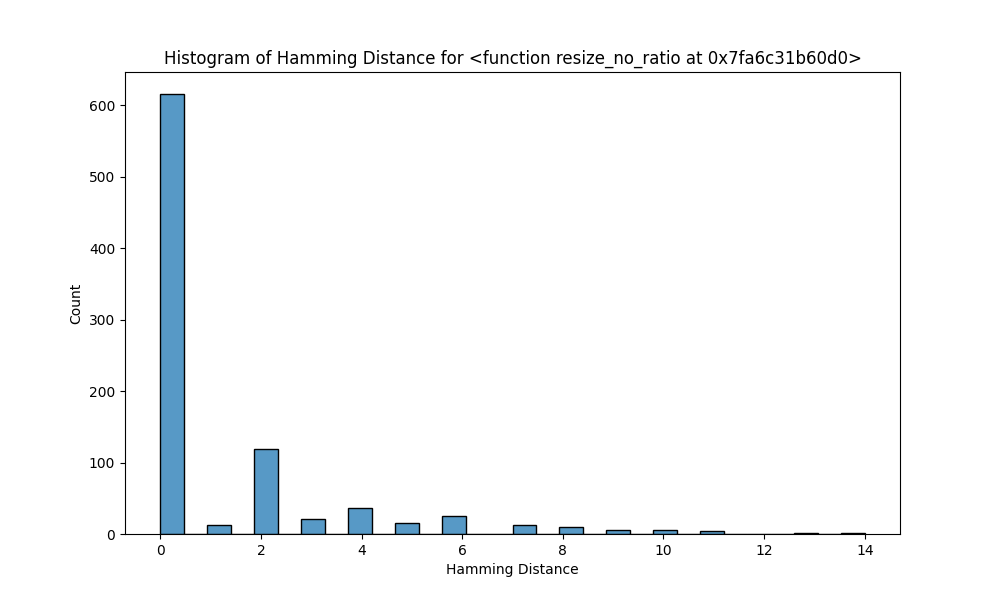 Histogram of Hamming Distance for <function resize_no_ratio at 0x7fa6c31b60d0>
600
500
400
300
200
100
0
Count
0 2 4 6 8 10 12 14
Hamming Distance